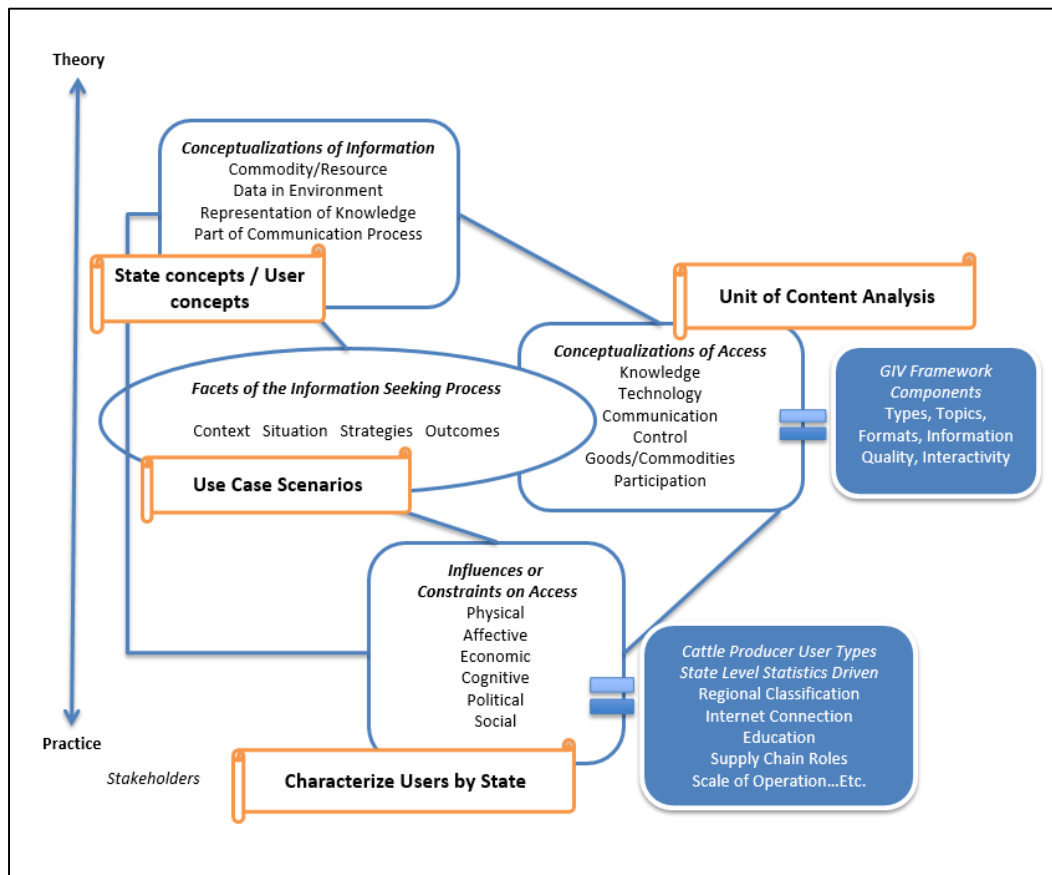 Theory
Conceptualizations of Information
Commodity/Resource
Data in Environment
Representation of Knowledge
Part of Communication Process
State concepts / User
concepts
Unit of Content Analysis
Conceptualizations of Access
Knowledge
Technology
Communication
Control
Goods/Commodities
Participation
GIV Framework
Components
Types, Topics,
Formats, Information
Quality, Interactivity
Facets of the Information Seeking Process
Context Situation Strategies Outcomes
Use Case Scenarios
Influences or
Constraints on Access
Physical
Affective
Economic
Cognitive
Political
Social
Cattle Producer User Types
State Level Statistics Driven
Regional Classification
Internet Connection
Education
Supply Chain Roles
Scale of Operation...Etc.
Practice
Stakeholders
Characterize Users by State